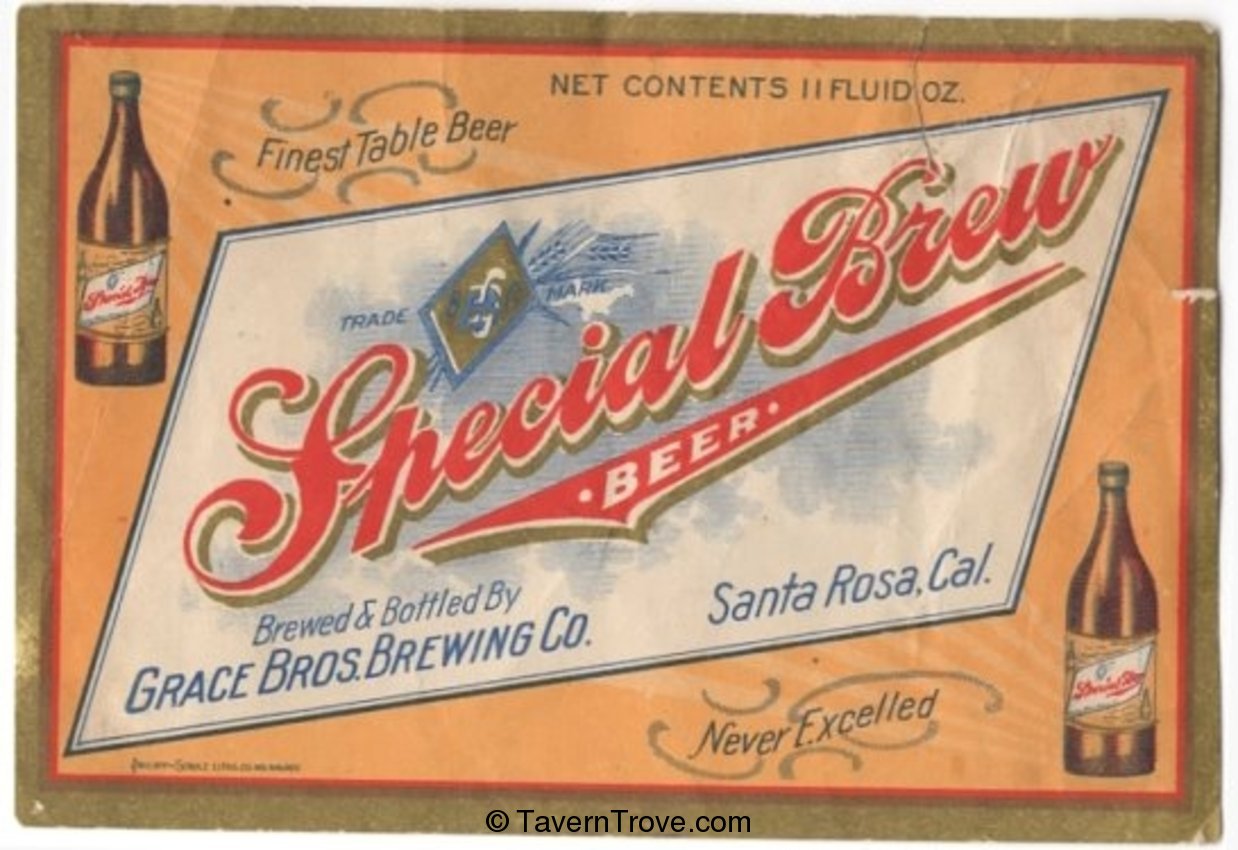 NET CONTENTS 11 FLUID OZ.
Finest Table Beer
TRADE MARK
Special Brew
· BEER ·
Brewed & Bottled By
GRACE BROS. BREWING CO.
Santa Rosa, Cal.
Never Excelled
© TavernTrove.com